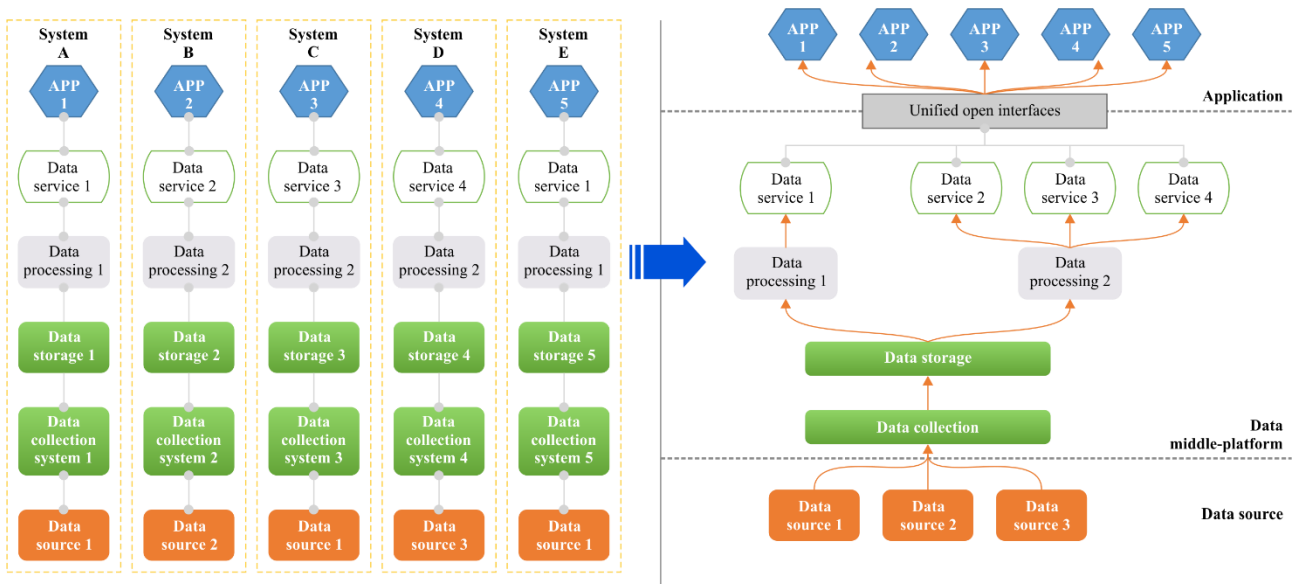 System
A
APP
1
Data
service 1
Data
processing 1
Data
storage 1
Data
collection
system 1
Data
source 1
System
B
APP
2
Data
service 2
Data
processing 2
Data
storage 2
Data
collection
system 2
Data
source 2
System
C
APP
3
Data
service 3
Data
processing 2
Data
storage 3
Data
collection
system 3
Data
source 1
System
D
APP
4
Data
service 4
Data
processing 2
Data
storage 4
Data
collection
system 4
Data
source 3
System
E
APP
5
Data
service 1
Data
processing 1
Data
storage 5
Data
collection
system 5
Data
source 1
APP
1
APP
2
APP
3
APP
4
APP
5
Application
Unified open interfaces
Data
service 1
Data
service 2
Data
service 3
Data
service 4
Data
processing 1
Data
processing 2
Data storage
Data collection
Data
middle-platform
Data
source 1
Data
source 2
Data
source 3
Data source